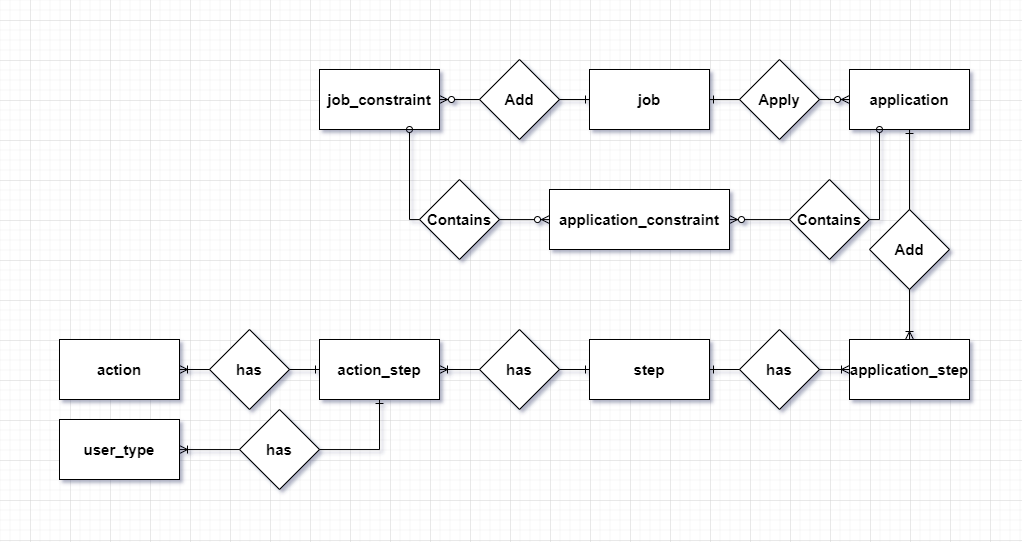 job_constraint
Add
job
Apply
application
Contains
application_constraint
Contains
Add
action
has
action_step
has
step
has
application_step
user_type
has